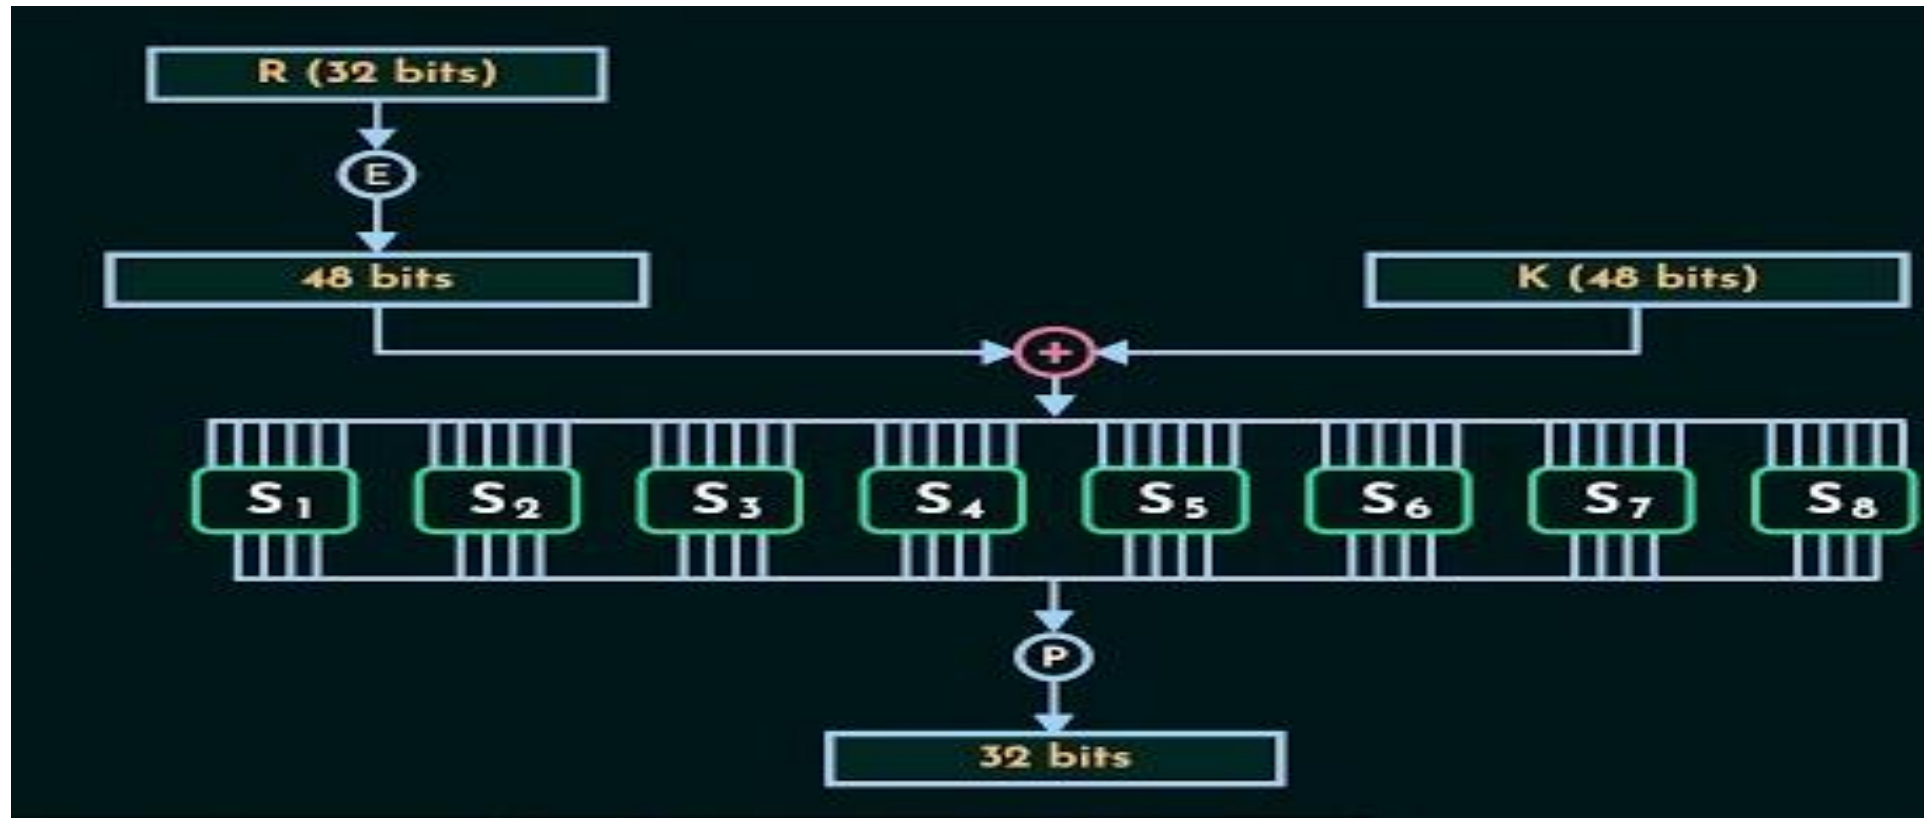 R (32 bits)
E
48 bits
K (48 bits)
+
S1 S2 S3 S4 S5 S6 S7 S8
P
32 bits